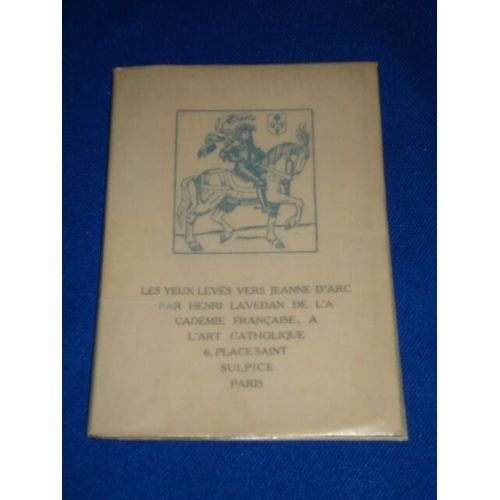 LES YEUX LEVÉS VERS JEANNE D'ARC
PAR HENRI LAVEDAN DE L'A
CADÉMIE FRANÇAISE. A
L'ART CATHOLIQUE
6, PLACE SAINT
SULPICE
PARIS